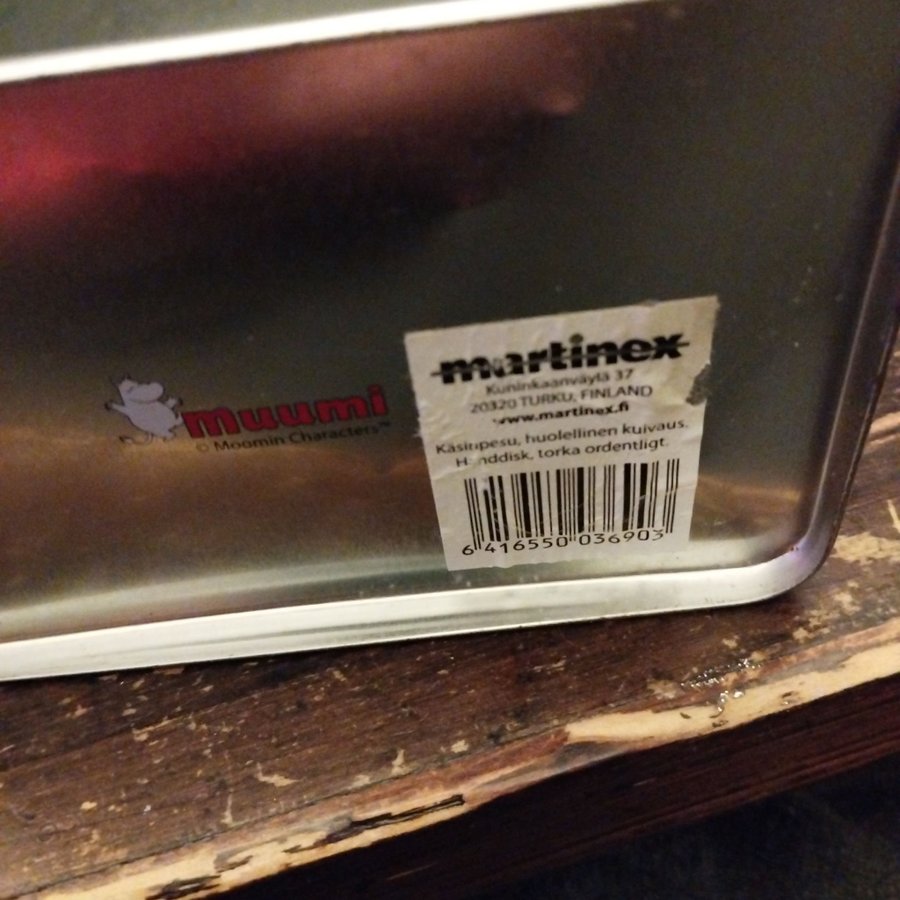 muumi
© Moomin Characters™
martinex
Kuninkaanväylä 37
20320 TURKU, FINLAND
www.martinex.fi
Käsinpesu, huolellinen kuivaus.
Handdisk, torka ordentligt.
6 416550 036903